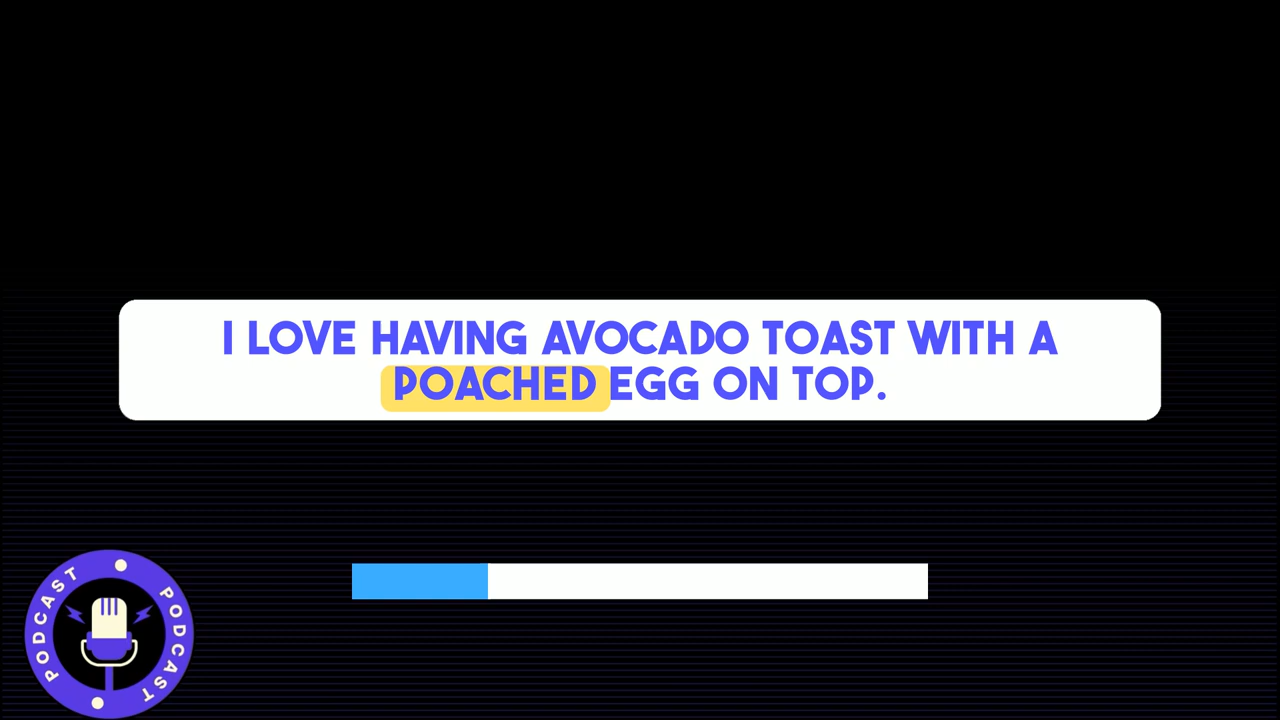 I LOVE HAVING AVOCADO TOAST WITH A
POACHED EGG ON TOP.
PODCAST
PODCAST